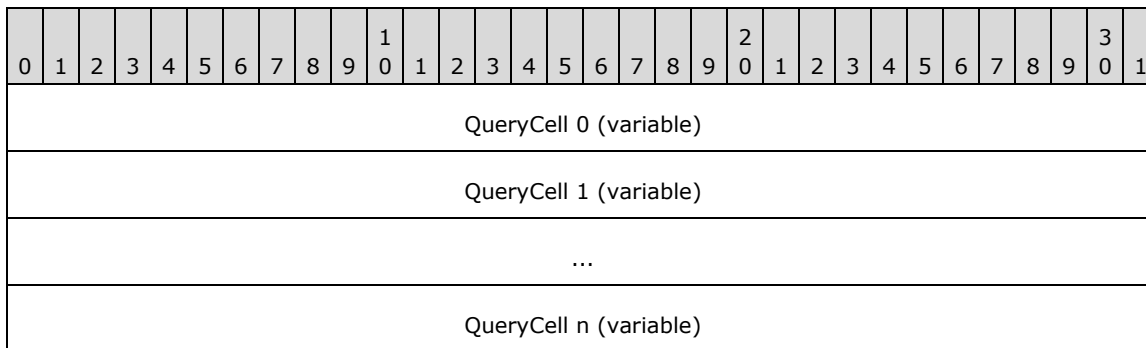 1 2 3
0 1 2 3 4 5 6 7 8 9 0 1 2 3 4 5 6 7 8 9 0 1 2 3 4 5 6 7 8 9 0 1
QueryCell 0 (variable)
QueryCell 1 (variable)
...
QueryCell n (variable)